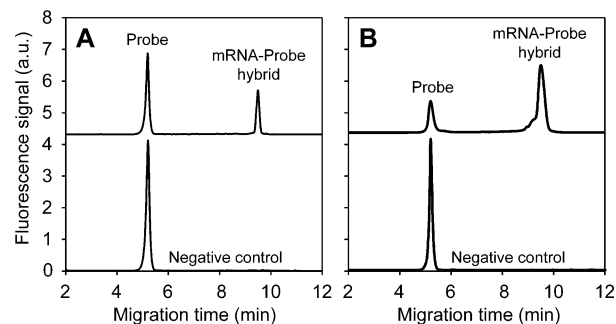 A
B
Probe
mRNA-Probe
hybrid
Negative control
Probe
mRNA-Probe
hybrid
Negative control
Fluorescence signal (a.u.)
8
7
6
5
4
3
2
1
0
2 4 6 8 10 12
2 4 6 8 10 12
Migration time (min)
Migration time (min)